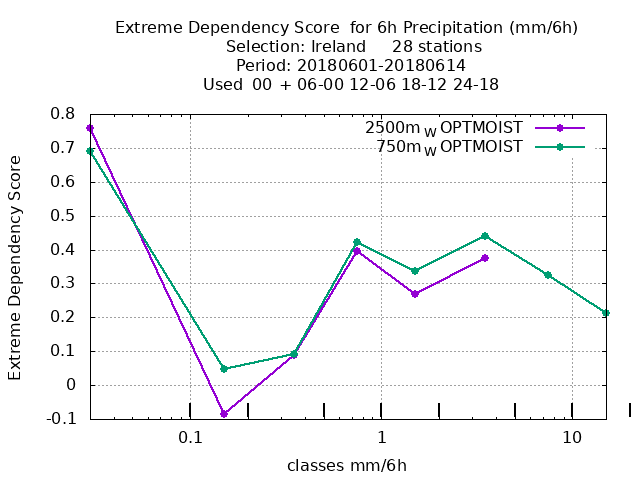 Extreme Dependency Score  for 6h Precipitation (mm/6h)
Selection: Ireland     28 stations
Period: 20180601-20180614
Used  00  + 06-00 12-06 18-12 24-18
2500m W OPTMOIST
750m W OPTMOIST
Extreme Dependency Score
0.8
0.7
0.6
0.5
0.4
0.3
0.2
0.1
0
-0.1
0.1 1 10
classes mm/6h